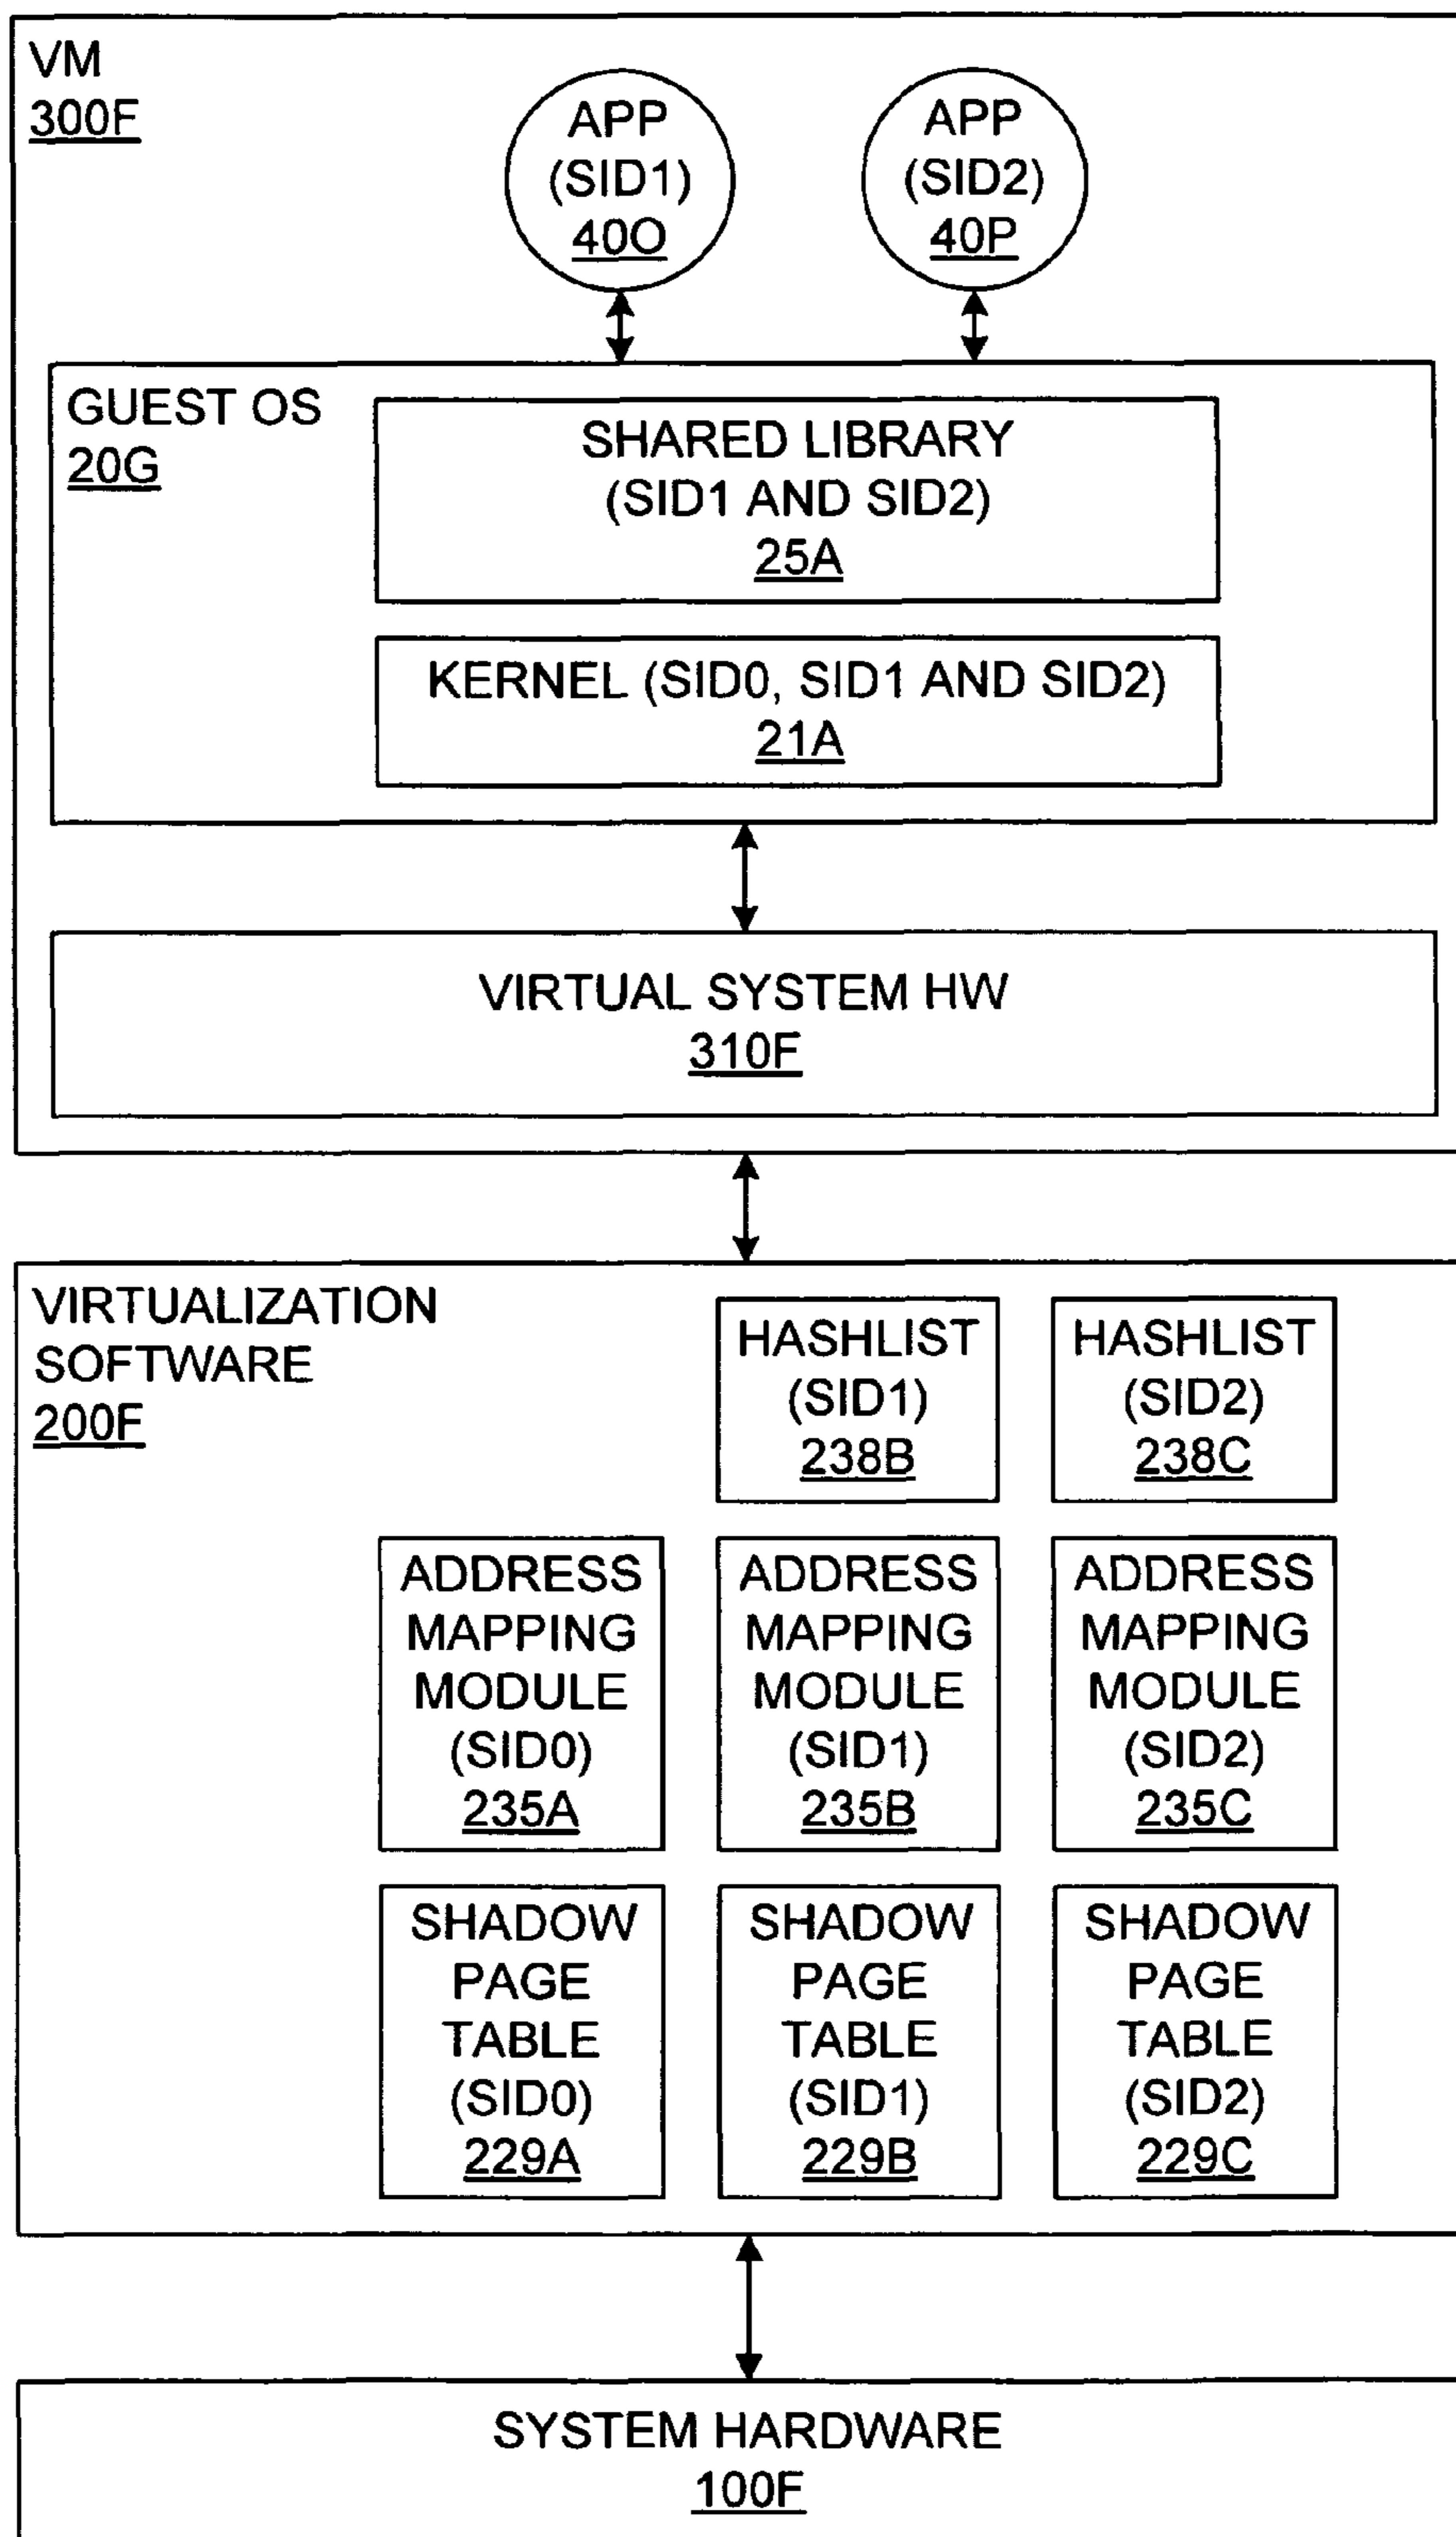 VM
300F
APP
(SID1)
40O
APP
(SID2)
40P
GUEST OS
20G
SHARED LIBRARY
(SID1 AND SID2)
25A
KERNEL (SID0, SID1 AND SID2)
21A
VIRTUAL SYSTEM HW
310F
VIRTUALIZATION
SOFTWARE
200F
HASHLIST
(SID1)
238B
HASHLIST
(SID2)
238C
ADDRESS
MAPPING
MODULE
(SID0)
235A
ADDRESS
MAPPING
MODULE
(SID1)
235B
ADDRESS
MAPPING
MODULE
(SID2)
235C
SHADOW
PAGE
TABLE
(SID0)
229A
SHADOW
PAGE
TABLE
(SID1)
229B
SHADOW
PAGE
TABLE
(SID2)
229C
SYSTEM HARDWARE
100F